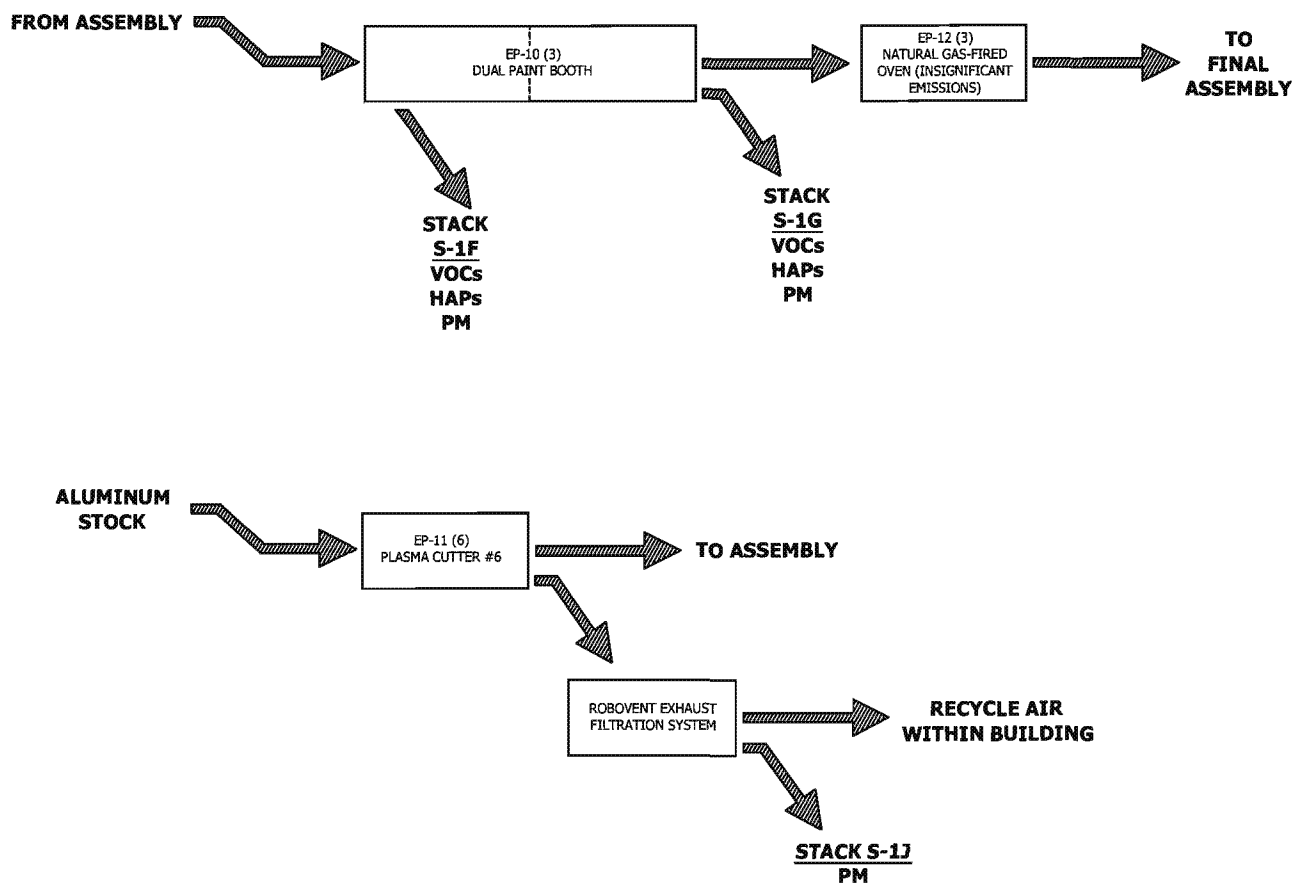 FROM ASSEMBLY
EP-10 (3)
DUAL PAINT BOOTH
EP-12 (3)
NATURAL GAS-FIRED
OVEN (INSIGNIFICANT
EMISSIONS)
TO
FINAL
ASSEMBLY
STACK
S-1F
VOCs
HAPs
PM
STACK
S-1G
VOCs
HAPs
PM
ALUMINUM
STOCK
EP-11 (6)
PLASMA CUTTER #6
TO ASSEMBLY
ROBOVENT EXHAUST
FILTRATION SYSTEM
RECYCLE AIR
WITHIN BUILDING
STACK S-1J
PM